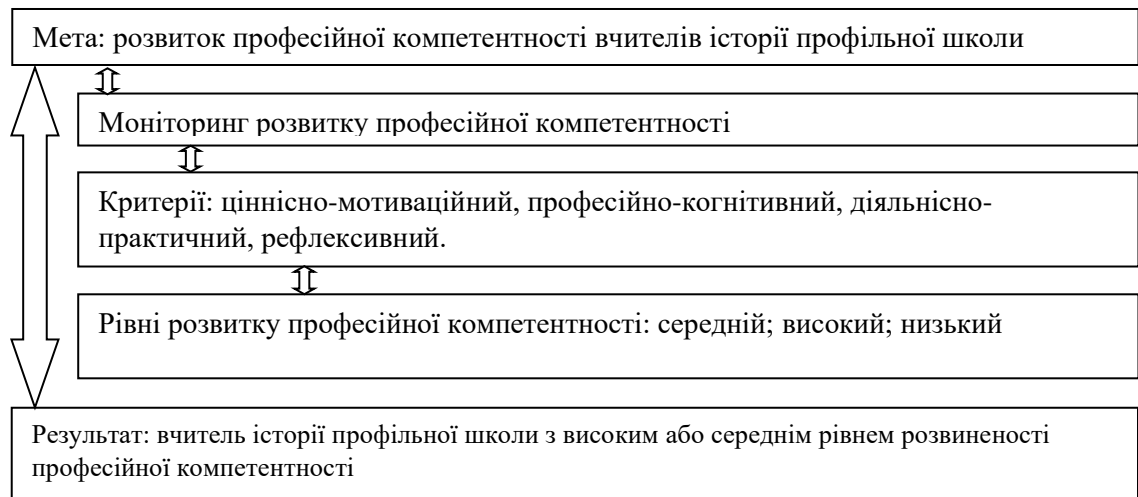 Мета: розвиток професійної компетентності вчителів історії профільної школи
Моніторинг розвитку професійної компетентності
Критерії: ціннісно-мотиваційний, професійно-когнітивний, діяльнісно-
практичний, рефлексивний.
Рівні розвитку професійної компетентності: середній; високий; низький
Результат: вчитель історії профільної школи з високим або середнім рівнем розвиненості
професійної компетентності